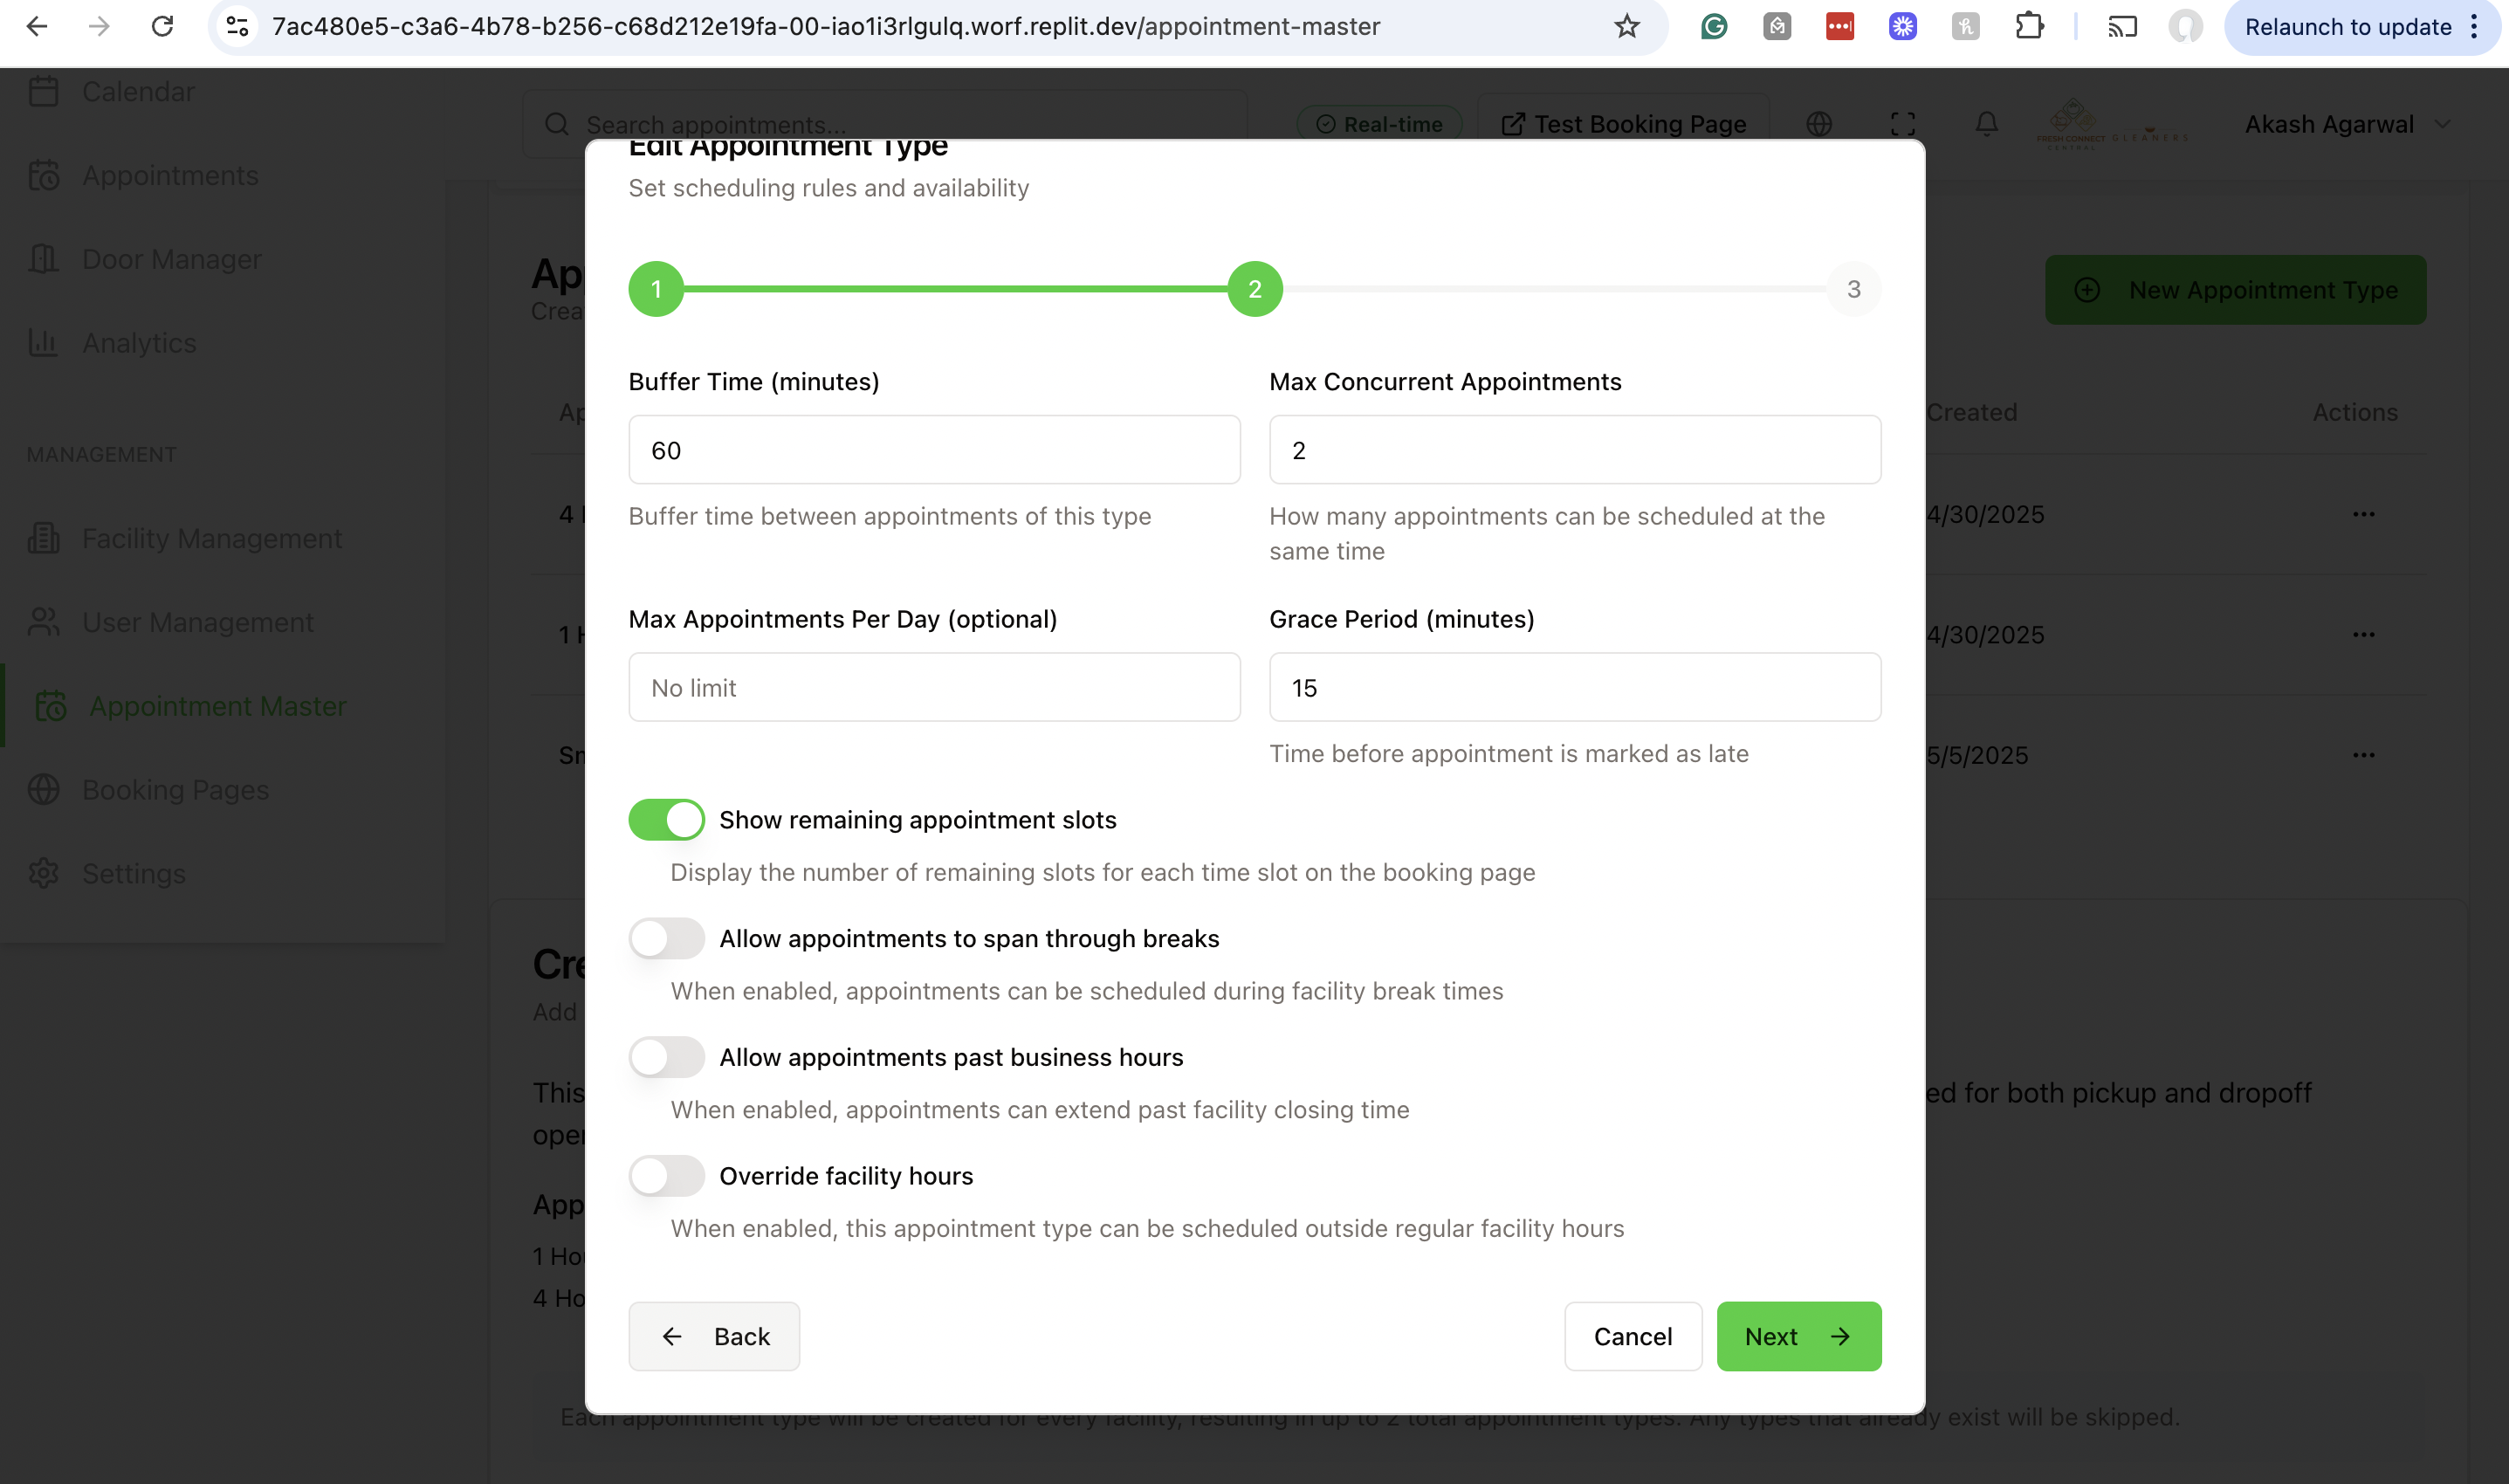 7ac480e5-c3a6-4b78-b256-c68d212e19fa-00-iao1i3rlgulq.worf.replit.dev/appointment-master
Relaunch to update
Calendar
Appointments
Door Manager
Analytics
MANAGEMENT
Facility Management
User Management
Appointment Master
Booking Pages
Settings
Search appointments...
Real-time
Test Booking Page
FRESH CONNECT
CENTRAL
GLEANERS
Akash Agarwal
New Appointment Type
Created
Actions
4/30/2025
4/30/2025
5/5/2025
Edit Appointment Type
Set scheduling rules and availability
1
2
3
Buffer Time (minutes)
60
Buffer time between appointments of this type
Max Concurrent Appointments
2
How many appointments can be scheduled at the
same time
Max Appointments Per Day (optional)
No limit
Grace Period (minutes)
15
Time before appointment is marked as late
Show remaining appointment slots
Display the number of remaining slots for each time slot on the booking page
Allow appointments to span through breaks
When enabled, appointments can be scheduled during facility break times
Allow appointments past business hours
When enabled, appointments can extend past facility closing time
Override facility hours
When enabled, this appointment type can be scheduled outside regular facility hours
Back
Cancel
Next
Add
This
ed for both pickup and dropoff
1 Ho
4 Ho
Each appointment type will be created for every facility, resulting in up to 2 total appointment types. Any types that already exist will be skipped.